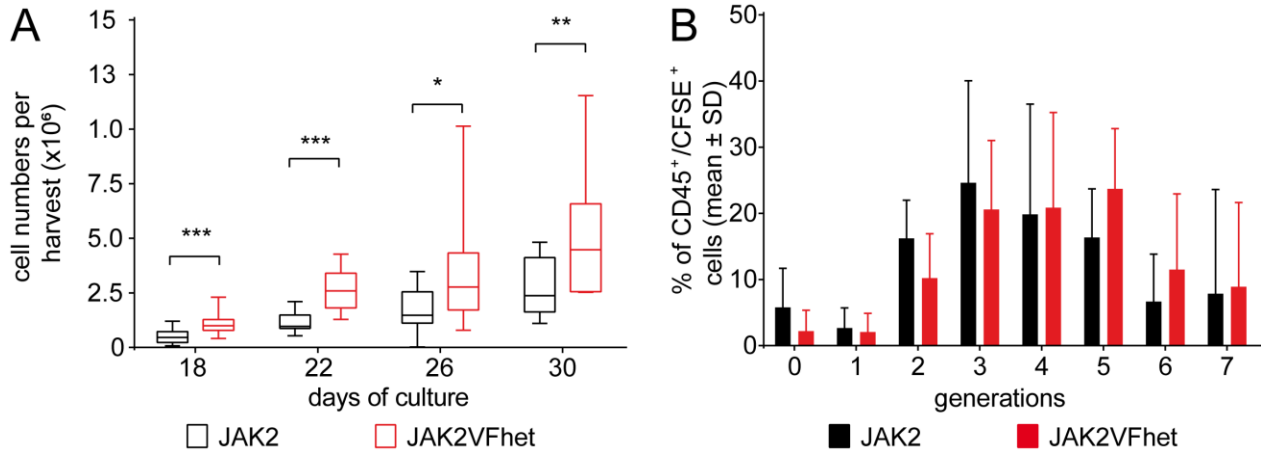 A
cell numbers per
harvest (x10⁶)
15
13
1.0
7.5
5.0
2.5
0
***
***
*
**
18 22 26 30
days of culture
JAK2 JAK2VFhet
B
% of CD45⁺/CFSE⁺
cells (mean ± SD)
50
40
30
20
10
0
0 1 2 3 4 5 6 7
generations
JAK2 JAK2VFhet